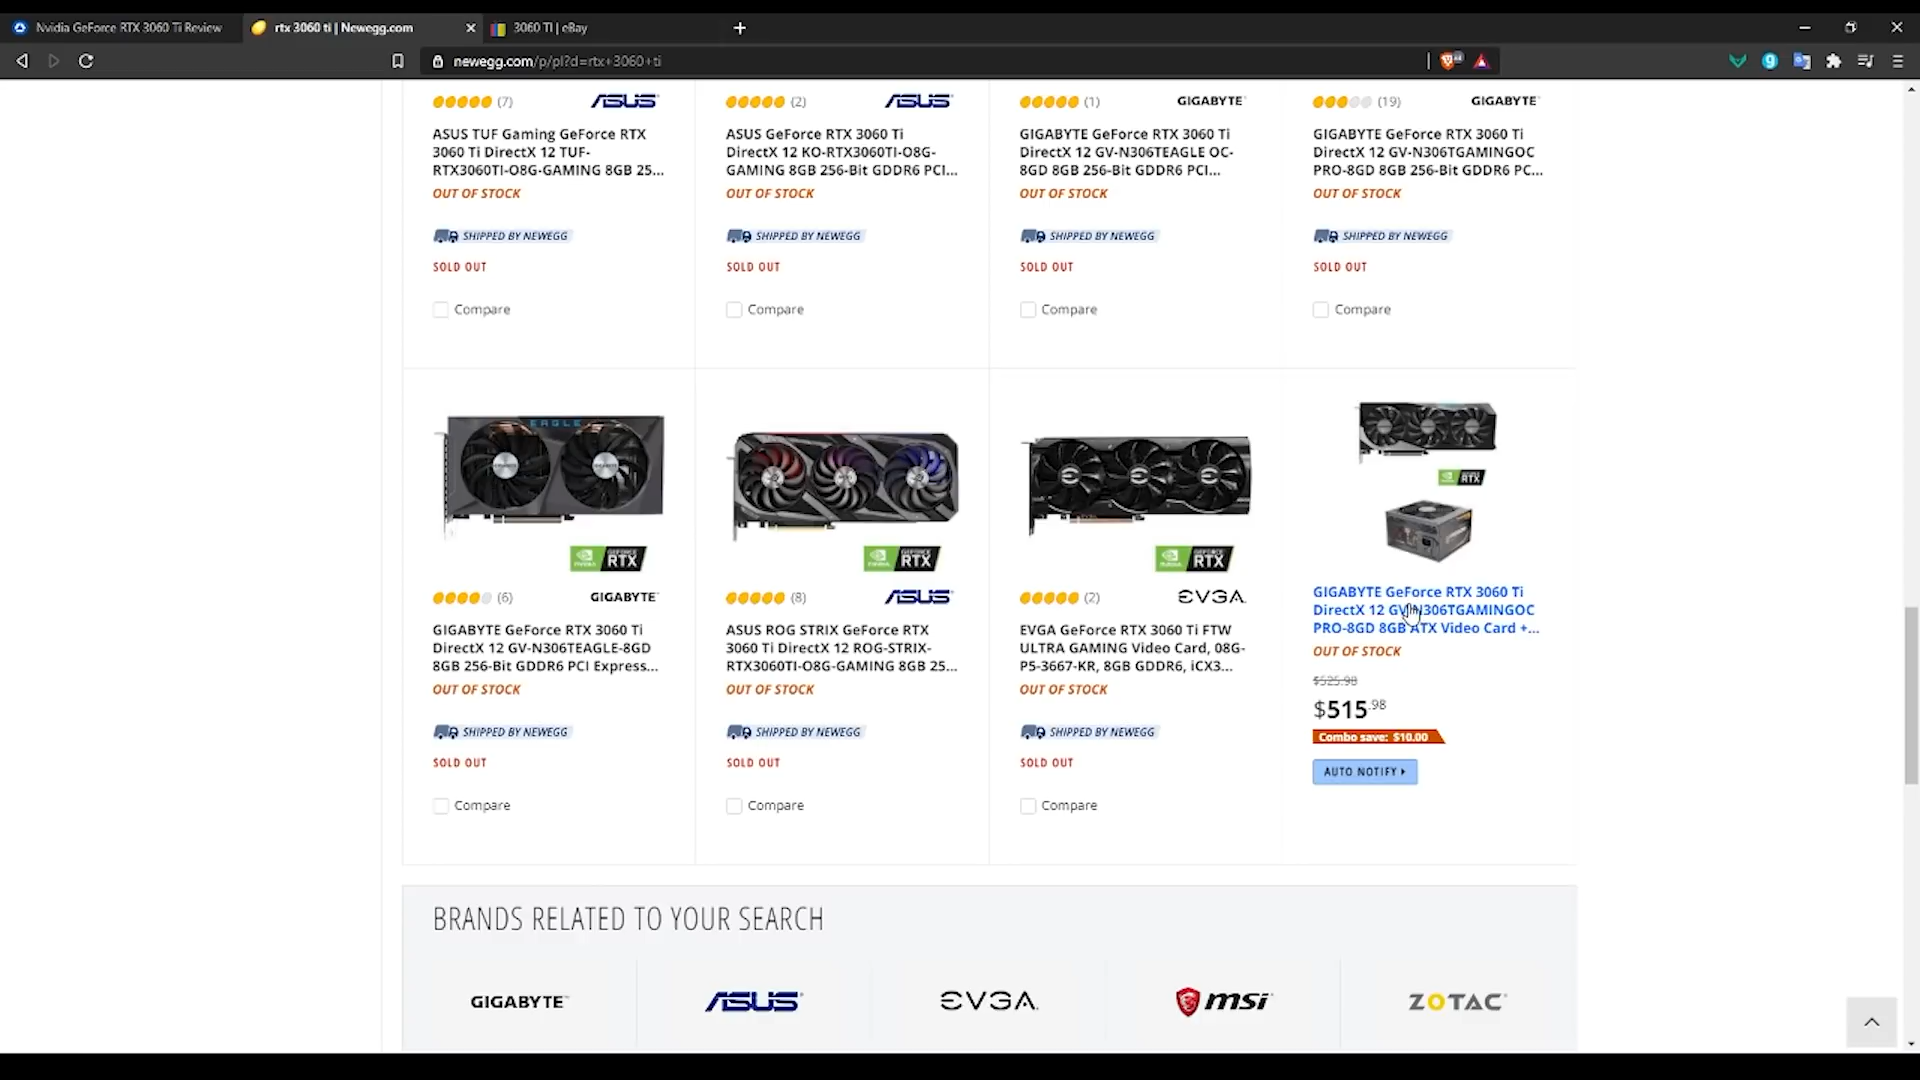 Nvidia GeForce RTX 3060 Ti Review
rtx 3060 ti | Newegg.com
3060 TI | eBay
newegg.com/p/pl?d=rtx+3060+ti
(7) ASUS
ASUS TUF Gaming GeForce RTX
3060 Ti DirectX 12 TUF-
RTX3060TI-O8G-GAMING 8GB 25...
OUT OF STOCK
SHIPPED BY NEWEGG
SOLD OUT
Compare
(2) ASUS
ASUS GeForce RTX 3060 Ti
DirectX 12 KO-RTX3060TI-O8G-
GAMING 8GB 256-Bit GDDR6 PCI...
OUT OF STOCK
SHIPPED BY NEWEGG
SOLD OUT
Compare
(1) GIGABYTE
GIGABYTE GeForce RTX 3060 Ti
DirectX 12 GV-N306TEAGLE OC-
8GD 8GB 256-Bit GDDR6 PCI...
OUT OF STOCK
SHIPPED BY NEWEGG
SOLD OUT
Compare
(19) GIGABYTE
GIGABYTE GeForce RTX 3060 Ti
DirectX 12 GV-N306TGAMINGOC
PRO-8GD 8GB 256-Bit GDDR6 PC...
OUT OF STOCK
SHIPPED BY NEWEGG
SOLD OUT
Compare
EAGLE
GEFORCE
RTX
(6) GIGABYTE
GIGABYTE GeForce RTX 3060 Ti
DirectX 12 GV-N306TEAGLE-8GD
8GB 256-Bit GDDR6 PCI Express...
OUT OF STOCK
SHIPPED BY NEWEGG
SOLD OUT
Compare
GEFORCE
RTX
(8) ASUS
ASUS ROG STRIX GeForce RTX
3060 Ti DirectX 12 ROG-STRIX-
RTX3060TI-O8G-GAMING 8GB 25...
OUT OF STOCK
SHIPPED BY NEWEGG
SOLD OUT
Compare
GEFORCE
RTX
(2) EVGA
EVGA GeForce RTX 3060 Ti FTW
ULTRA GAMING Video Card, 08G-
P5-3667-KR, 8GB GDDR6, iCX3...
OUT OF STOCK
SHIPPED BY NEWEGG
SOLD OUT
Compare
RTX
GIGABYTE GeForce RTX 3060 Ti
DirectX 12 GV-N306TGAMINGOC
PRO-8GD 8GB ATX Video Card +...
OUT OF STOCK
$525.98
$515.98
Combo save: $10.00
AUTO NOTIFY
BRANDS RELATED TO YOUR SEARCH
GIGABYTE
ASUS
EVGA
msi
ZOTAC